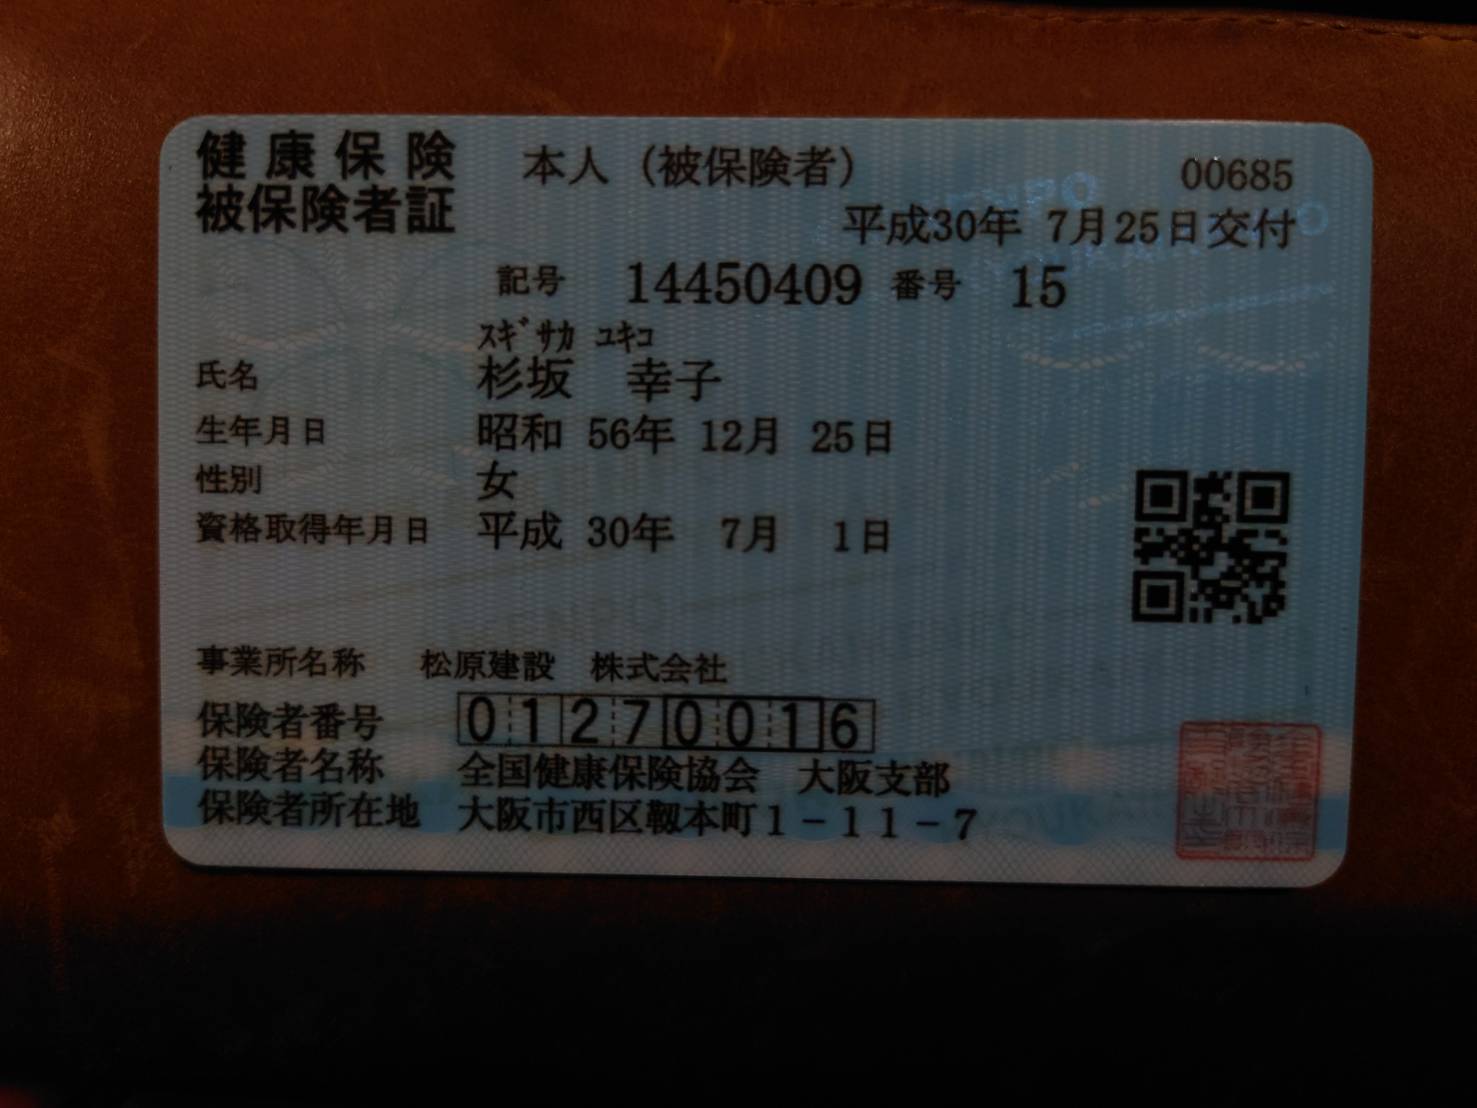 健康保険
被保険者証
本人（被保険者）
00685
平成30年 7月25日交付
記号 14450409 番号 15
ｽｷﾞｻｶ ﾕｷｺ
氏名 杉坂 幸子
生年月日 昭和 56年 12月 25日
性別 女
資格取得年月日 平成 30年 7月 1日
事業所名称 松原建設 株式会社
保険者番号 01270016
保険者名称 全国健康保険協会 大阪支部
保険者所在地 大阪市西区靱本町１－１１－７